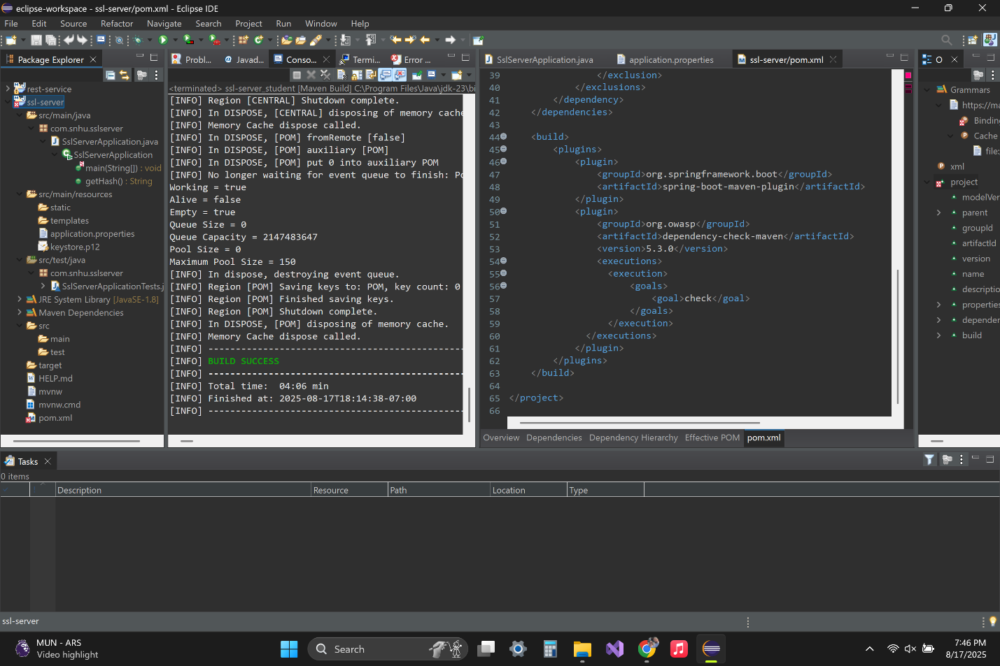 eclipse-workspace - ssl-server/pom.xml - Eclipse IDE
File Edit Source Refactor Navigate Search Project Run Window Help
Package Explorer
rest-service
ssl-server
src/main/java
com.snhu.sslserver
SslServerApplication.java
SslServerApplication
main(String[]) : void
getHash() : String
src/main/resources
static
templates
application.properties
keystore.p12
src/test/java
com.snhu.sslserver
SslServerApplicationTests.j
JRE System Library [JavaSE-1.8]
Maven Dependencies
src
main
test
target
HELP.md
mvnw
mvnw.cmd
pom.xml
Probl... Javad... Conso... Termi... Error ...
<terminated> ssl-server_student [Maven Build] C:\Program Files\Java\jdk-23\bi
[INFO] Region [CENTRAL] Shutdown complete.
[INFO] In DISPOSE, [CENTRAL] disposing of memory cache
[INFO] Memory Cache dispose called.
[INFO] In DISPOSE, [POM] fromRemote [false]
[INFO] In DISPOSE, [POM] auxiliary [POM]
[INFO] In DISPOSE, [POM] put 0 into auxiliary POM
[INFO] No longer waiting for event queue to finish: Po
Working = true
Alive = false
Empty = true
Queue Size = 0
Queue Capacity = 2147483647
Pool Size = 0
Maximum Pool Size = 150
[INFO] In dispose, destroying event queue.
[INFO] Region [POM] Saving keys to: POM, key count: 0
[INFO] Region [POM] Finished saving keys.
[INFO] Region [POM] Shutdown complete.
[INFO] In DISPOSE, [POM] disposing of memory cache.
[INFO] Memory Cache dispose called.
[INFO] ----------------------------------------
[INFO] BUILD SUCCESS
[INFO] ----------------------------------------
[INFO] Total time:  04:06 min
[INFO] Finished at: 2025-08-17T18:14:38-07:00
[INFO] ----------------------------------------
SslServerApplication.java application.properties ssl-server/pom.xml
39 </exclusion>
40 </exclusions>
41 </dependency>
42 </dependencies>
43
44 <build>
45 <plugins>
46 <plugin>
47 <groupId>org.springframework.boot</groupId>
48 <artifactId>spring-boot-maven-plugin</artifactId>
49 </plugin>
50 <plugin>
51 <groupId>org.owasp</groupId>
52 <artifactId>dependency-check-maven</artifactId>
53 <version>5.3.0</version>
54 <executions>
55 <execution>
56 <goals>
57 <goal>check</goal>
58 </goals>
59 </execution>
60 </executions>
61 </plugin>
62 </plugins>
63 </build>
64
65 </project>
66
Overview Dependencies Dependency Hierarchy Effective POM pom.xml
O
Grammars
https://ma
Bindin
Cache
file:
xml
project
modelVer
parent
groupId
artifactId
version
name
descriptio
properties
depender
build
Tasks
0 items
Description Resource Path Location Type
ssl-server
MUN - ARS
Video highlight
Search
7:46 PM
8/17/2025